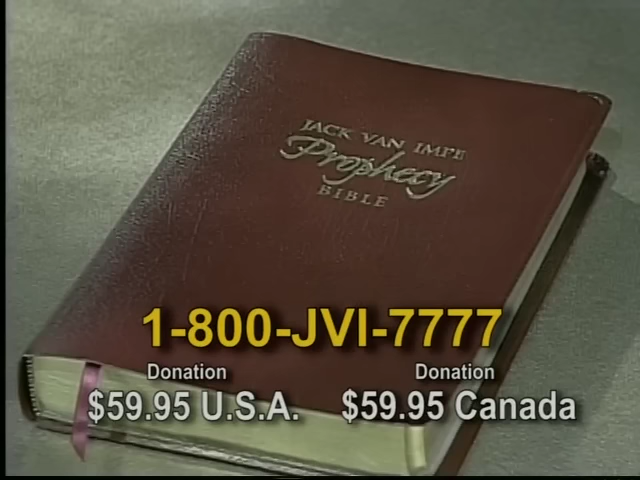 JACK VAN IMPE
Prophecy
BIBLE
1-800-JVI-7777
Donation Donation
$59.95 U.S.A. $59.95 Canada